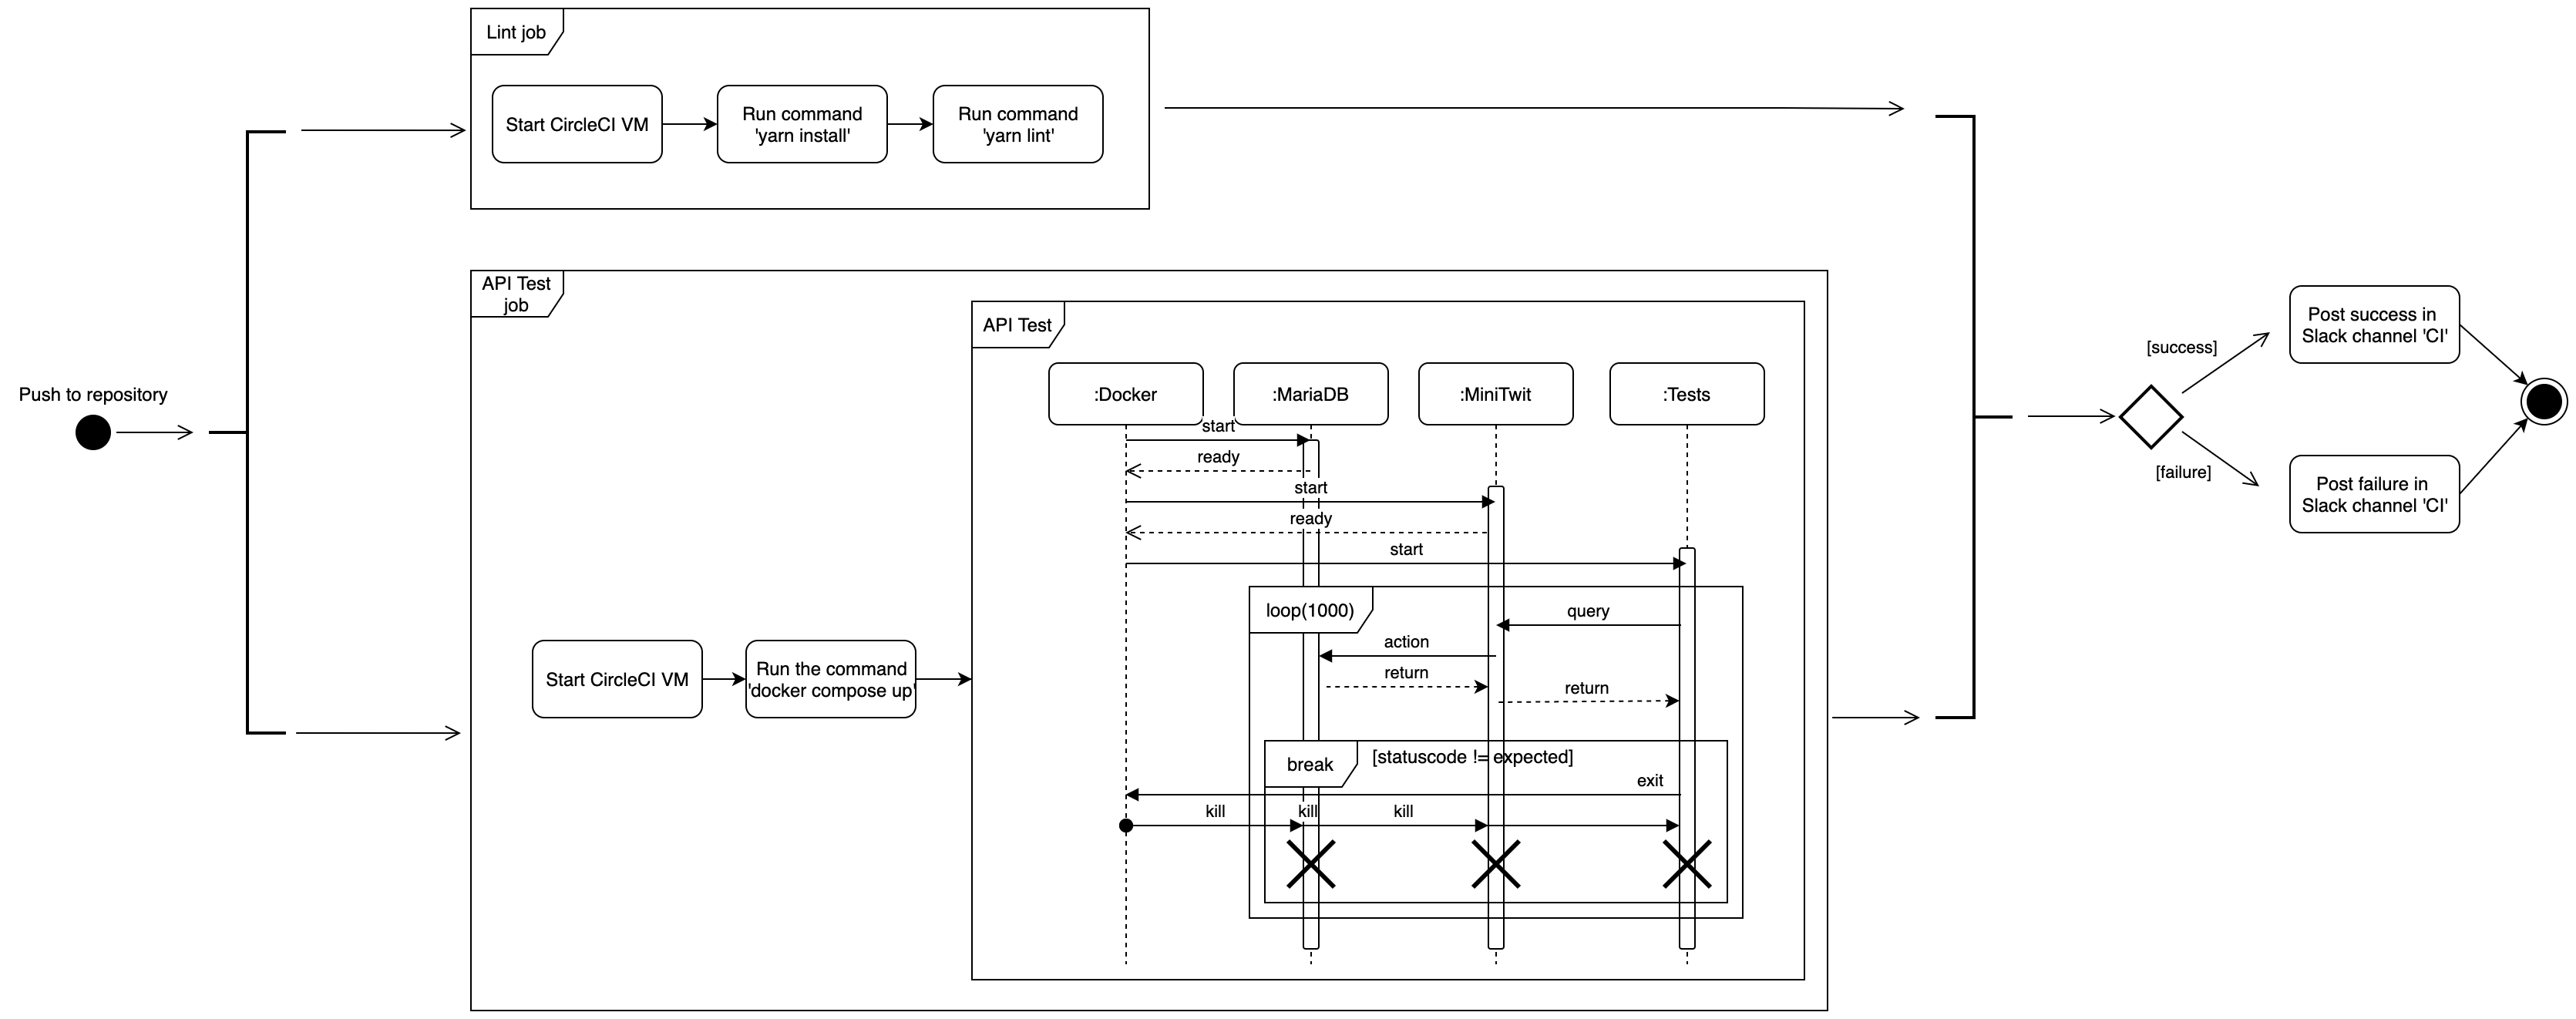 Lint job
Start CircleCI VM
Run command
'yarn install'
Run command
'yarn lint'
Push to repository
API Test
job
Start CircleCI VM
Run the command
'docker compose up'
API Test
:Docker
:MariaDB
:MiniTwit
:Tests
start
ready
start
ready
start
loop(1000)
query
action
return
return
break
[statuscode != expected]
exit
kill
kill
kill
[success]
[failure]
Post success in
Slack channel 'CI'
Post failure in
Slack channel 'CI'